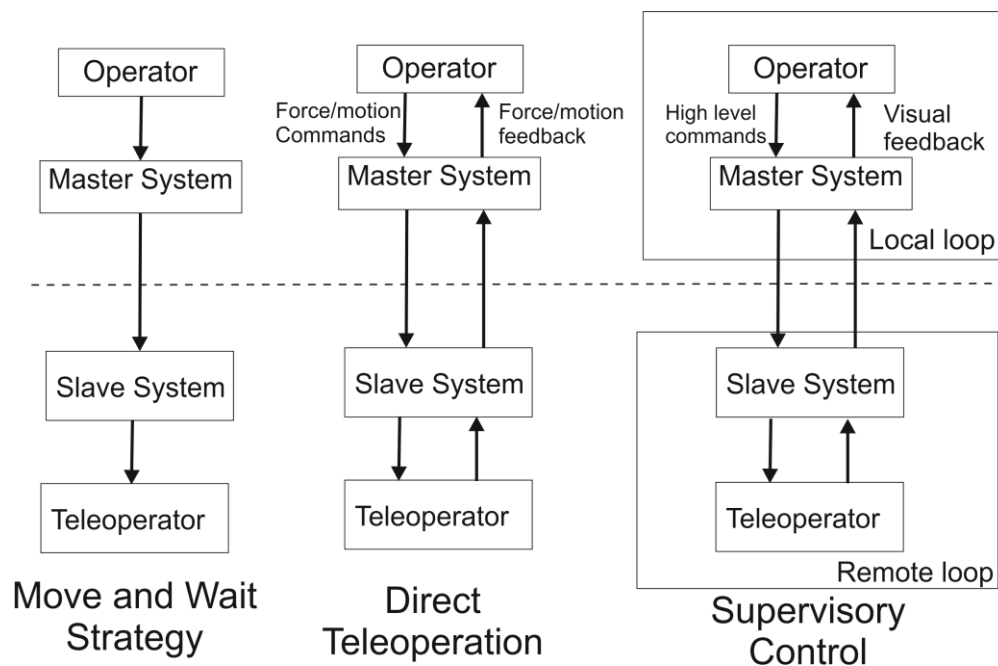 Operator
Master System
Slave System
Teleoperator
Move and Wait
Strategy
Operator
Force/motion
Commands
Force/motion
feedback
Master System
Slave System
Teleoperator
Direct
Teleoperation
Operator
High level
commands
Visual
feedback
Master System
Local loop
Slave System
Teleoperator
Remote loop
Supervisory
Control